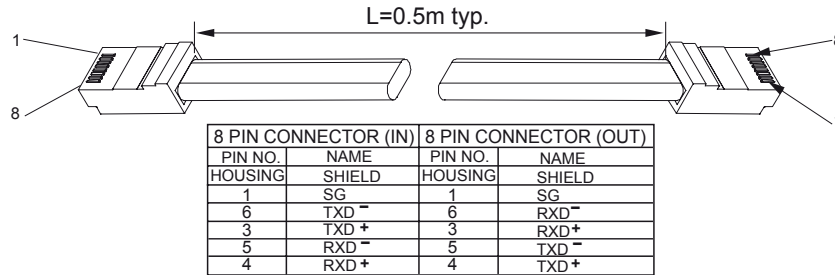 L=0.5m typ.
1
8
8
8 PIN CONNECTOR (IN) 8 PIN CONNECTOR (OUT)
PIN NO. NAME PIN NO. NAME
HOUSING SHIELD HOUSING SHIELD
1 SG 1 SG
6 TXD- 6 RXD-
3 TXD+ 3 RXD+
5 RXD- 5 TXD-
4 RXD+ 4 TXD+